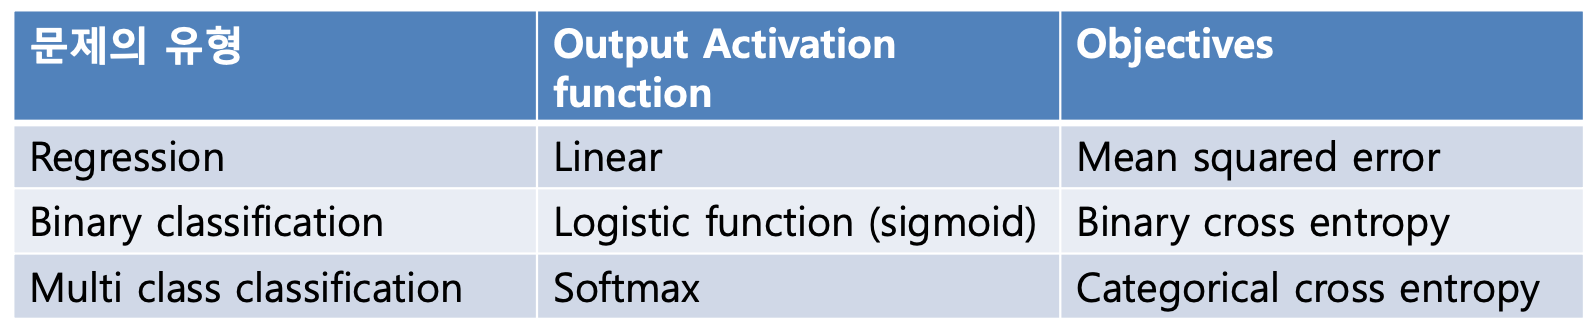 문제의 유형
Output Activation
function
Objectives
Regression
Linear
Mean squared error
Binary classification
Logistic function (sigmoid)
Binary cross entropy
Multi class classification
Softmax
Categorical cross entropy